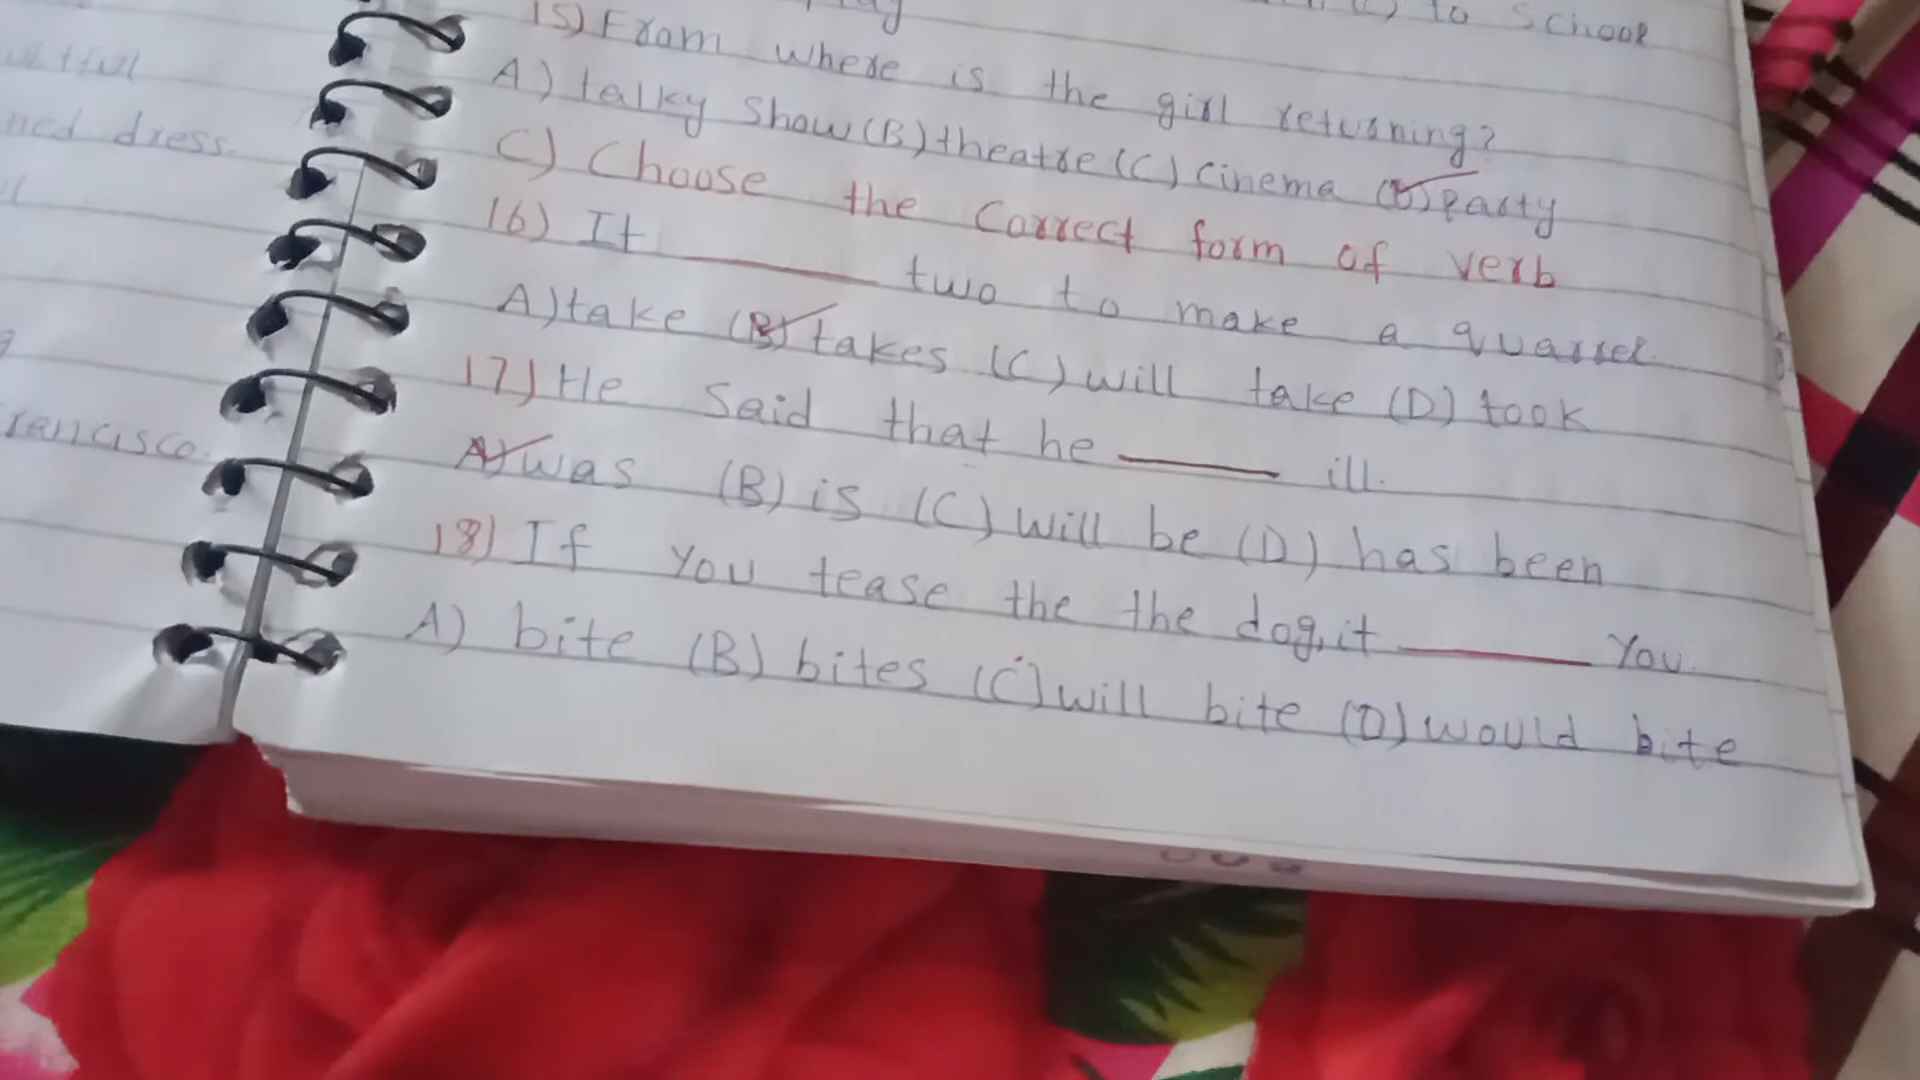 to School
15) From where is the girl returning?
A) talky Show (B) theatre (C) cinema (D) party
C) Choose the Correct form of verb
16) It ______ two to make a quarrel.
A) take (B) takes (C) will take (D) took
17) He said that he ______ ill.
A) was (B) is (C) will be (D) has been
18) If you tease the the dog, it ______ You.
A) bite (B) bites (C) will bite (D) would bite
dress.